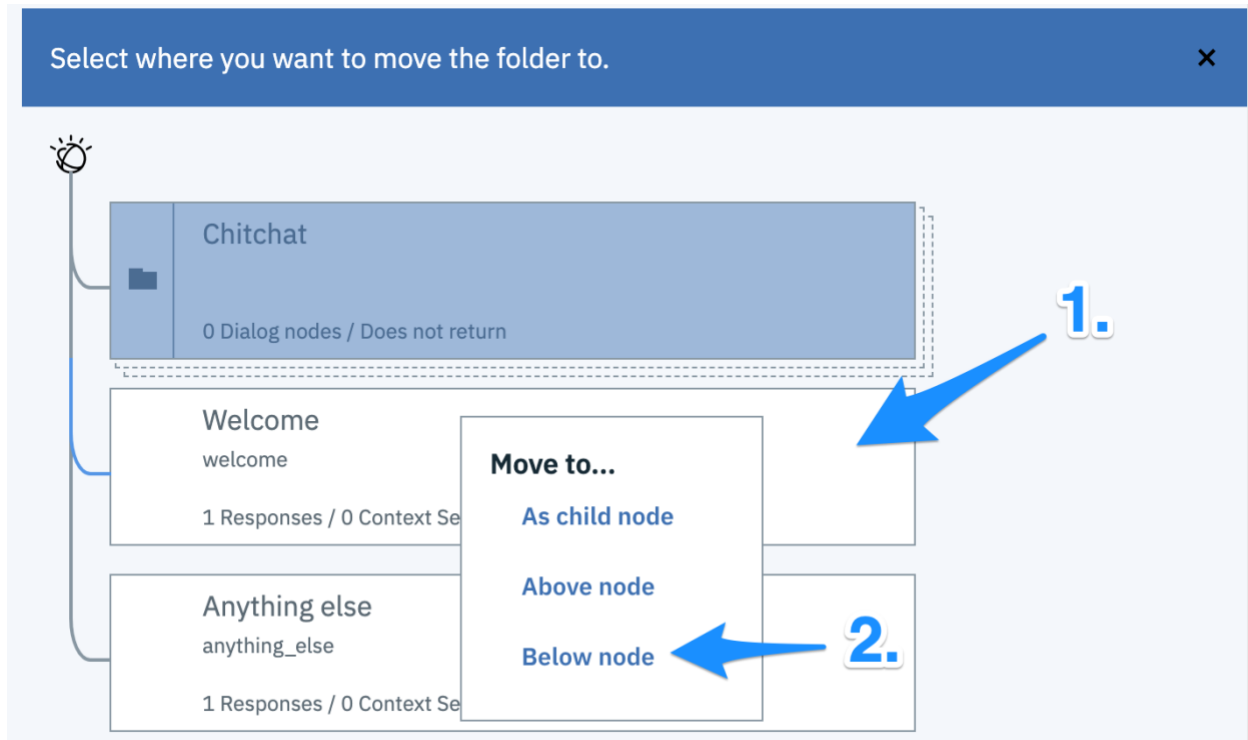 Select where you want to move the folder to.
Chitchat
0 Dialog nodes / Does not return
1.
Welcome
welcome
1 Responses / 0 Context Se
Move to...
As child node
Above node
Below node
2.
Anything else
anything_else
1 Responses / 0 Context Se